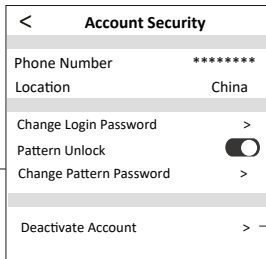 < Account Security
Phone Number ********
Location China
Change Login Password >
Pattern Unlock
Change Pattern Password >
Deactivate Account >